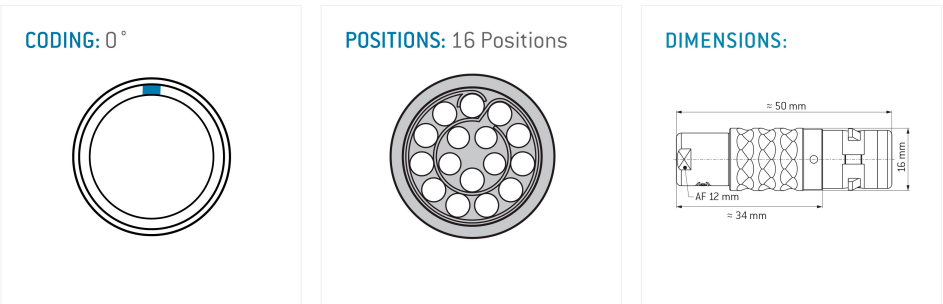 CODING: 0°
POSITIONS: 16 Positions
DIMENSIONS:
≈ 50 mm
16 mm
AF 12 mm
≈ 34 mm